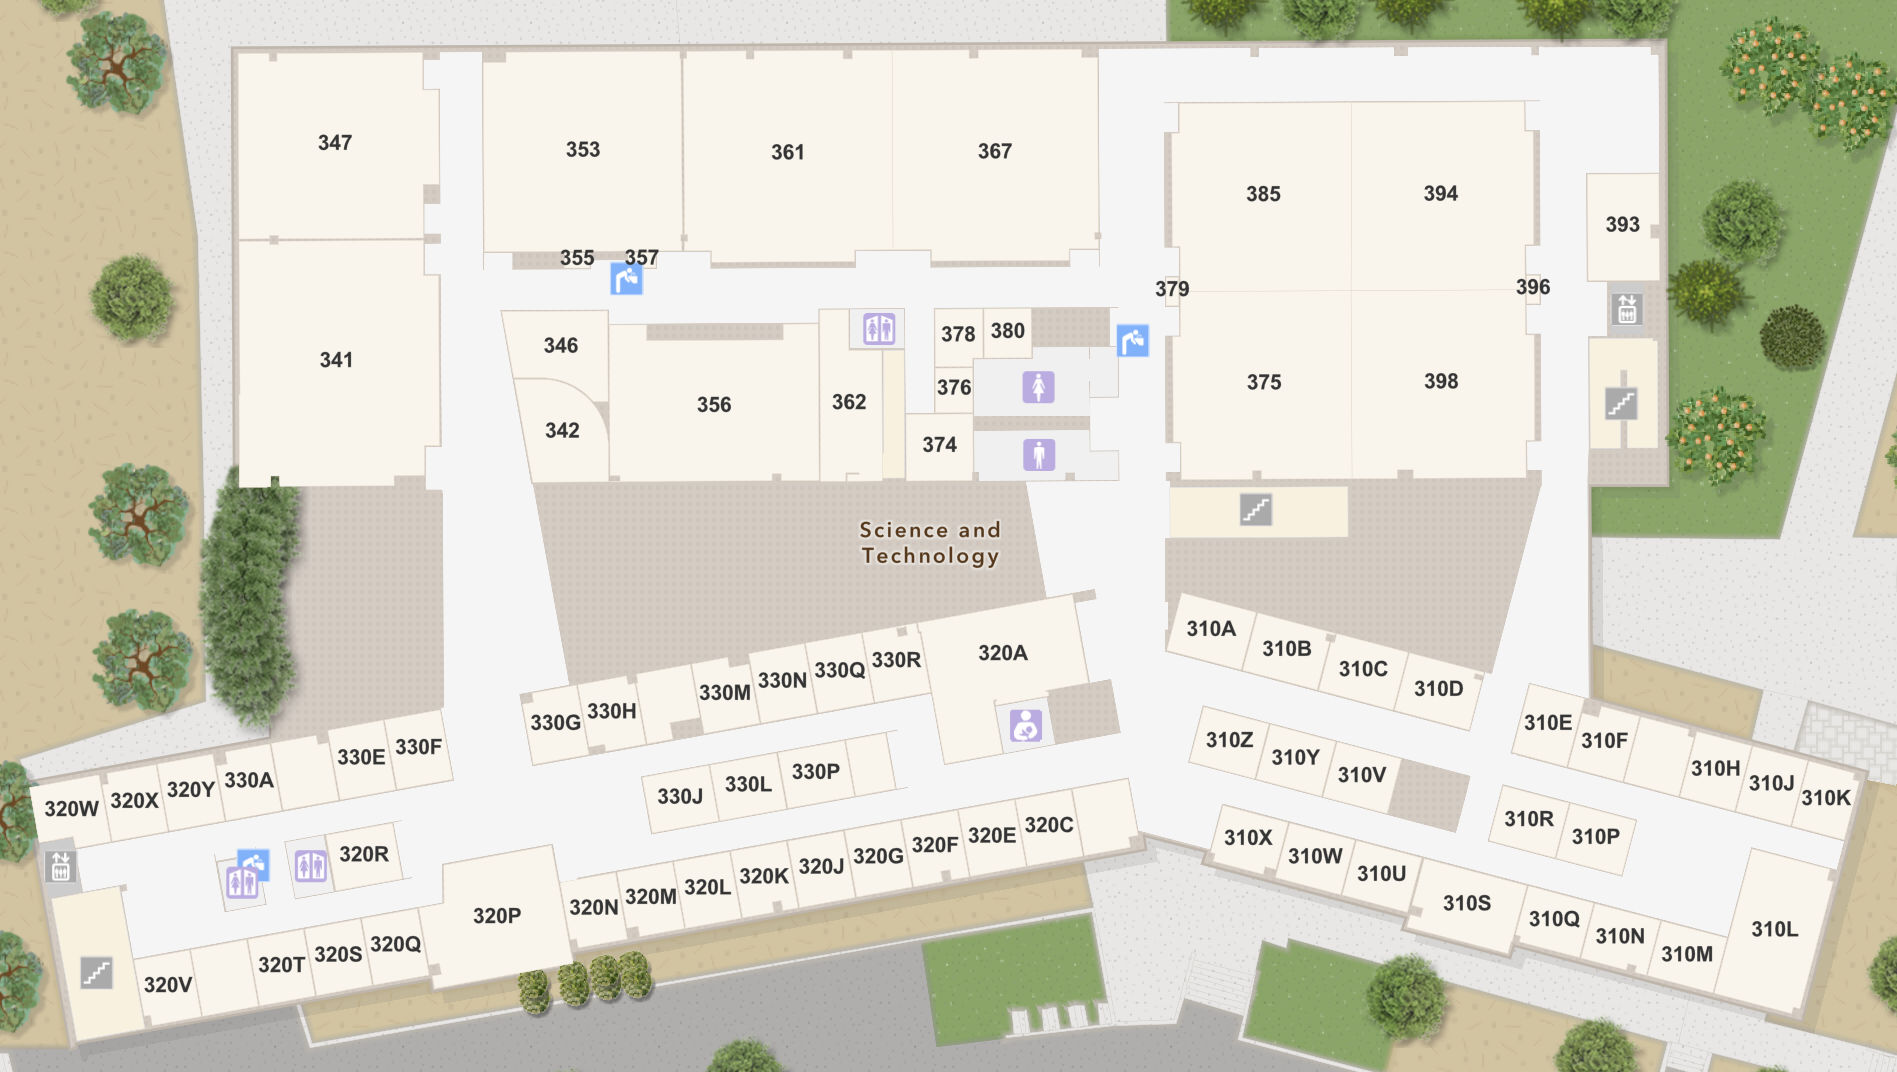 347
353
361
367
385
394
393
355
357
379
396
341
346
378
380
375
398
376
356
362
342
374
Science and
Technology
310A
310B
320A
310C
330R
330Q
330N
330M
310D
330H
330G
310E
310F
310Z
330F
330E
310Y
310H
330P
310V
310J
330A
330L
320Y
330J
310K
320X
320W
310R
320C
320E
310P
310X
320F
320R
320G
310W
320J
310U
320K
320L
320M
310S
320N
320P
310Q
310L
310N
320Q
320S
310M
320T
320V